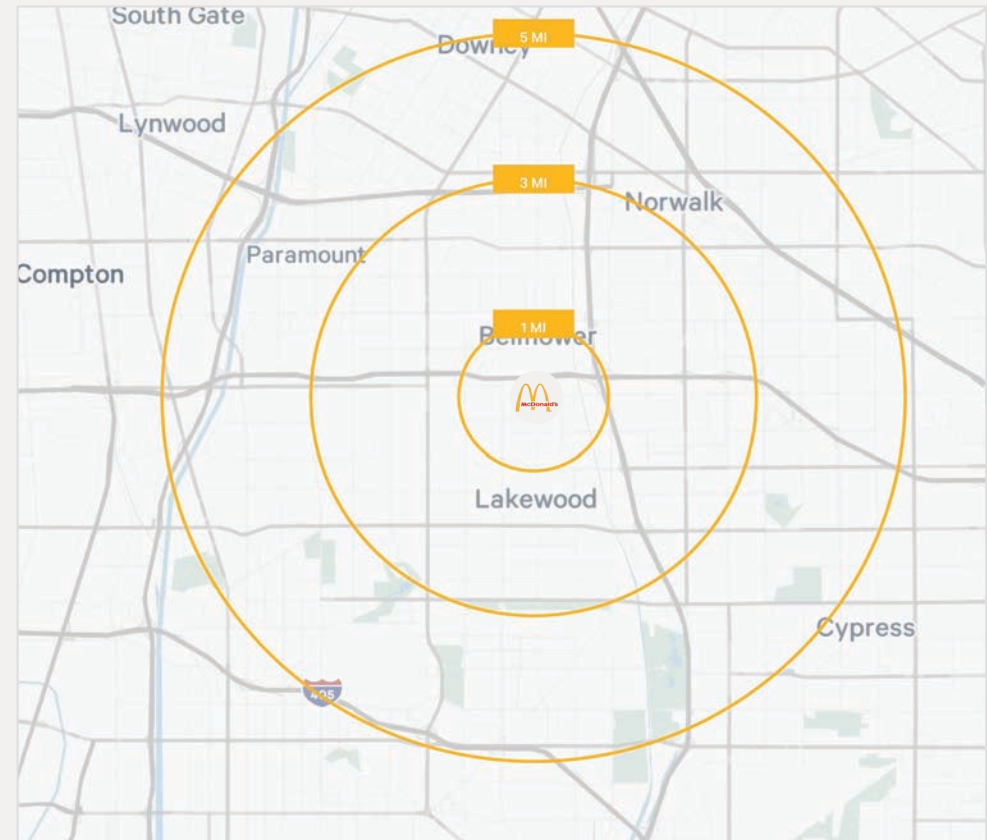 South Gate
5 MI
Downey
Lynwood
3 MI
Norwalk
Paramount
Compton
1 MI
Bellflower
McDonald's
Lakewood
Cypress
405